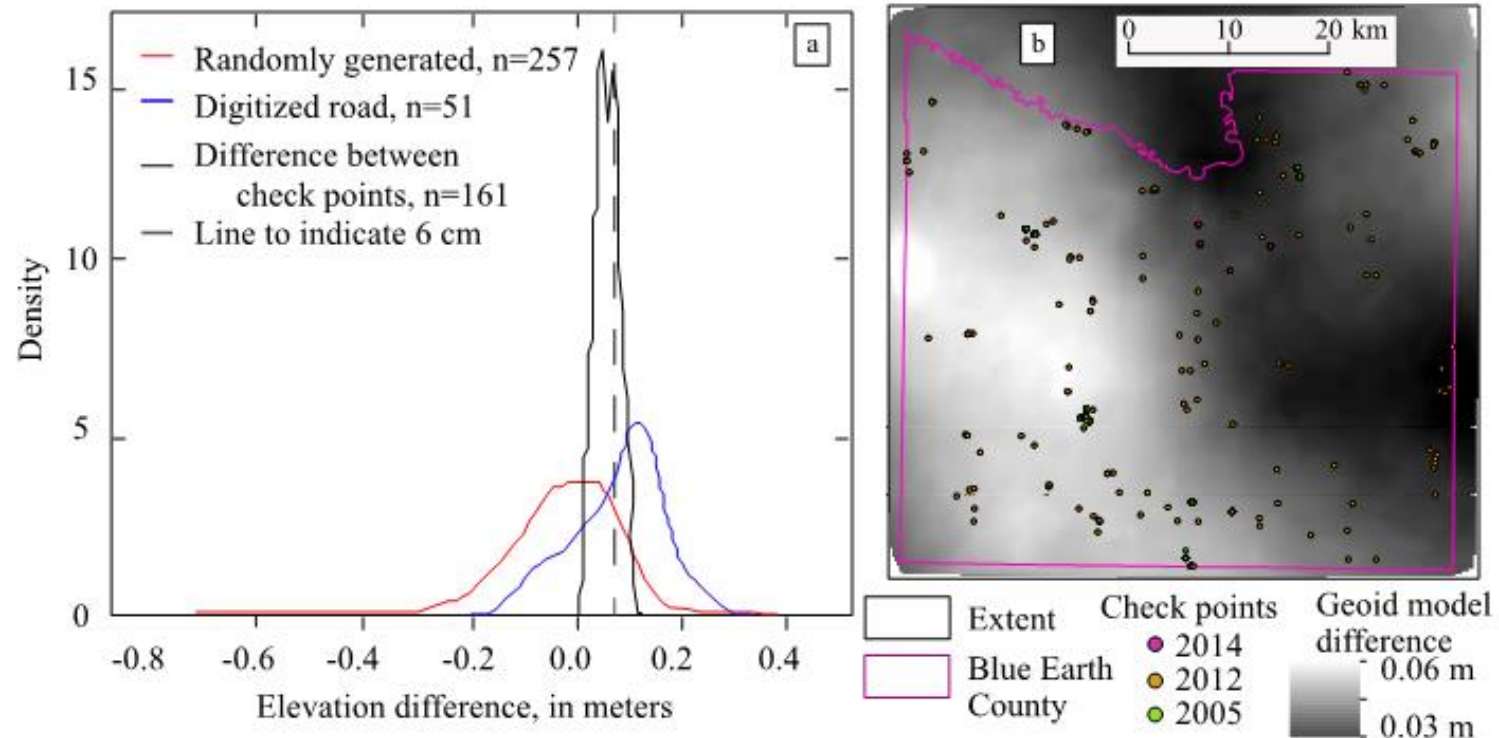 a
Randomly generated, n=257
Digitized road, n=51
Difference between
check points, n=161
Line to indicate 6 cm
15
10
5
0
Density
-0.8 -0.6 -0.4 -0.2 0.0 0.2 0.4
Elevation difference, in meters
b
0 10 20 km
Extent
Blue Earth
County
Check points
2014
2012
2005
Geoid model
difference
0.06 m
0.03 m